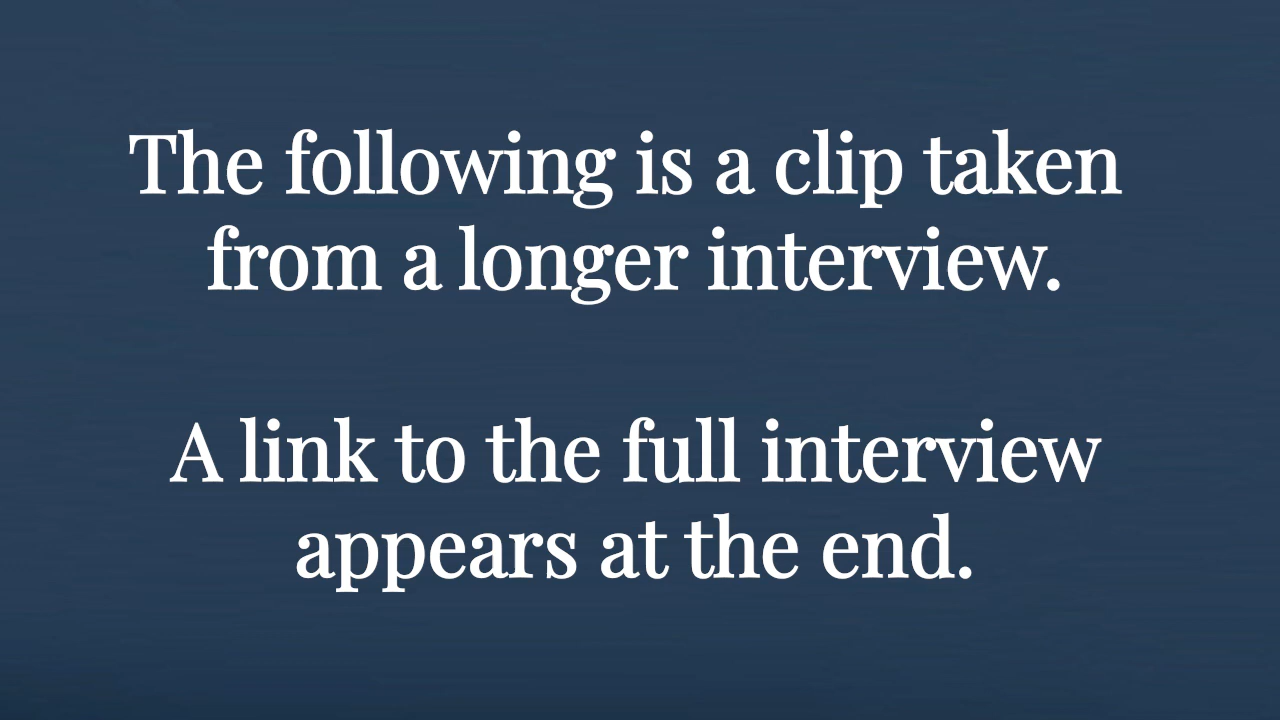 The following is a clip taken
from a longer interview.
A link to the full interview
appears at the end.